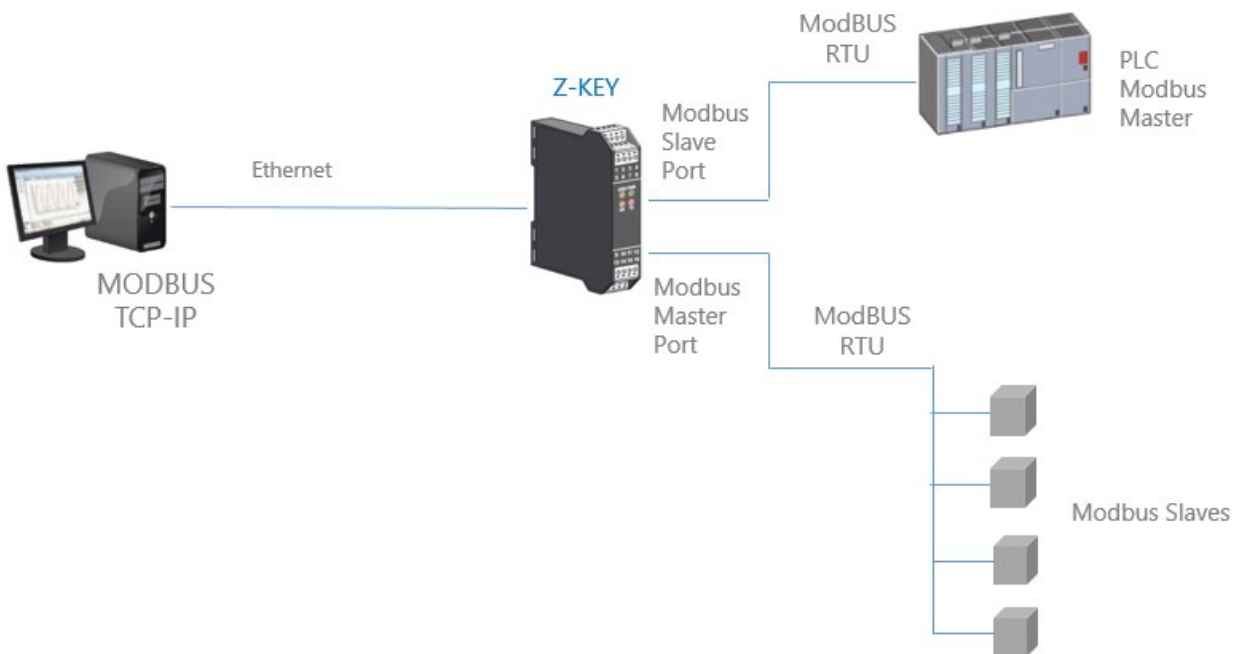 ModBUS
RTU
PLC
Modbus
Master
Z-KEY
Modbus
Slave
Port
Ethernet
MODBUS
TCP-IP
Modbus
Master
Port
ModBUS
RTU
Modbus Slaves